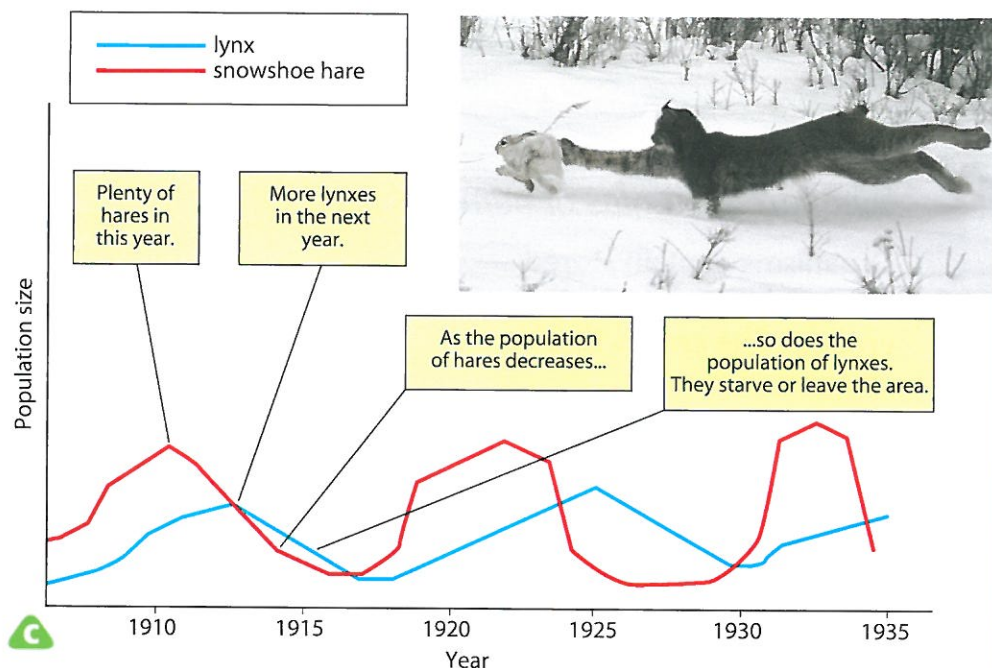 lynx
snowshoe hare
Plenty of
hares in
this year.
More lynxes
in the next
year.
As the population
of hares decreases...
...so does the
population of lynxes.
They starve or leave the area.
Population size
1910
1915
1920
1925
1930
1935
Year
C